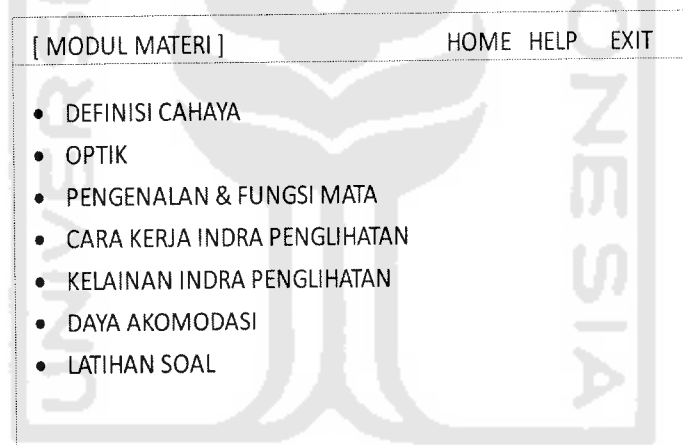 [ MODUL MATERI ] HOME HELP EXIT
• DEFINISI CAHAYA
• OPTIK
• PENGENALAN & FUNGSI MATA
• CARA KERJA INDRA PENGLIHATAN
• KELAINAN INDRA PENGLIHATAN
• DAYA AKOMODASI
• LATIHAN SOAL